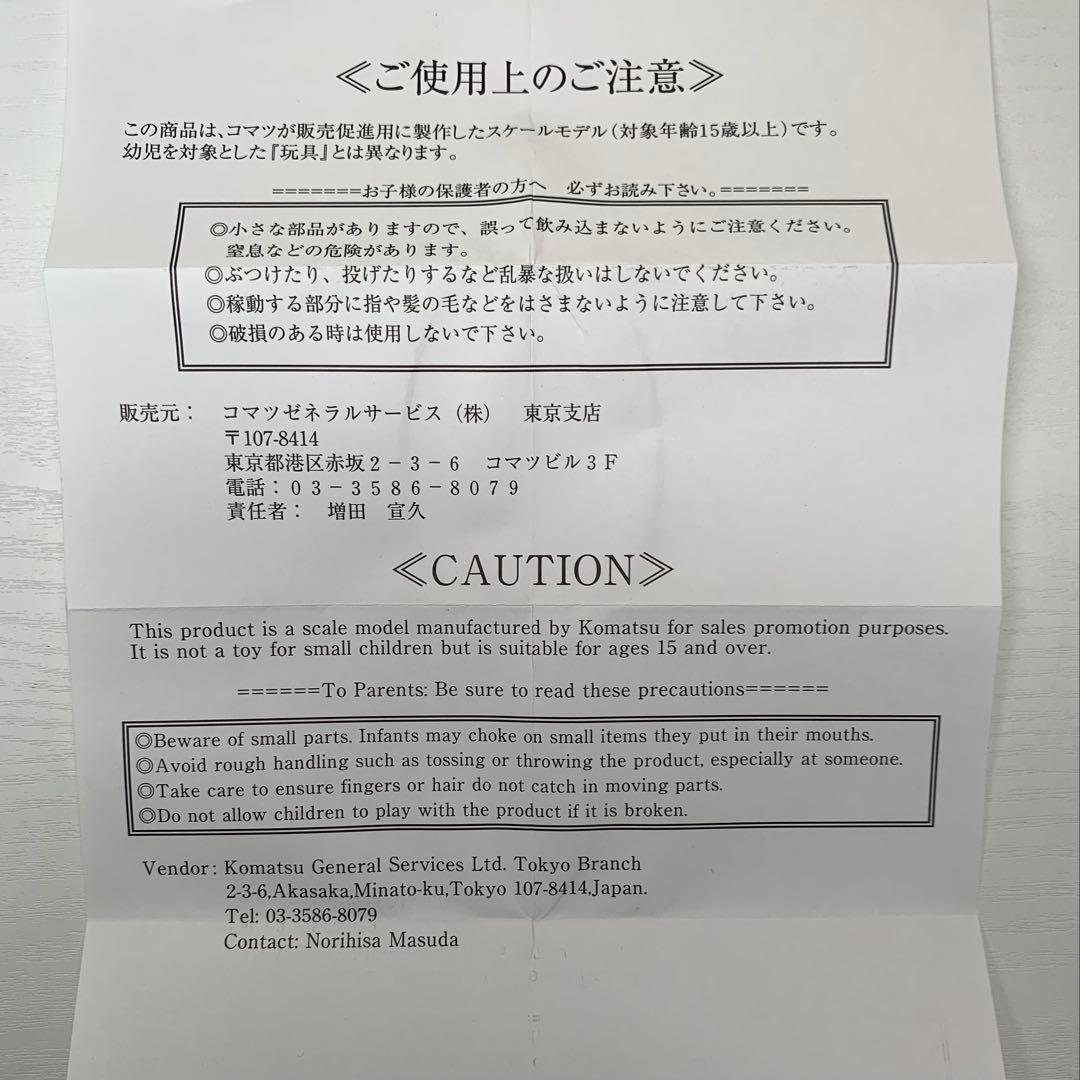 ≪ご使用上のご注意≫
この商品は、コマツが販売促進用に製作したスケールモデル(対象年齢15歳以上)です。
幼児を対象とした『玩具』とは異なります。
=======お子様の保護者の方へ 必ずお読み下さい。=======
◎小さな部品がありますので、誤って飲み込まないようにご注意ください。
窒息などの危険があります。
◎ぶつけたり、投げたりするなど乱暴な扱いはしないでください。
◎稼動する部分に指や髪の毛などをはさまないように注意して下さい。
◎破損のある時は使用しないで下さい。
販売元: コマツゼネラルサービス(株) 東京支店
〒107-8414
東京都港区赤坂2-3-6 コマツビル3F
電話:03-3586-8079
責任者: 増田 宣久
≪CAUTION≫
This product is a scale model manufactured by Komatsu for sales promotion purposes.
It is not a toy for small children but is suitable for ages 15 and over.
======To Parents: Be sure to read these precautions======
◎Beware of small parts. Infants may choke on small items they put in their mouths.
◎Avoid rough handling such as tossing or throwing the product, especially at someone.
◎Take care to ensure fingers or hair do not catch in moving parts.
◎Do not allow children to play with the product if it is broken.
Vendor: Komatsu General Services Ltd. Tokyo Branch
2-3-6,Akasaka,Minato-ku,Tokyo 107-8414,Japan.
Tel: 03-3586-8079
Contact: Norihisa Masuda